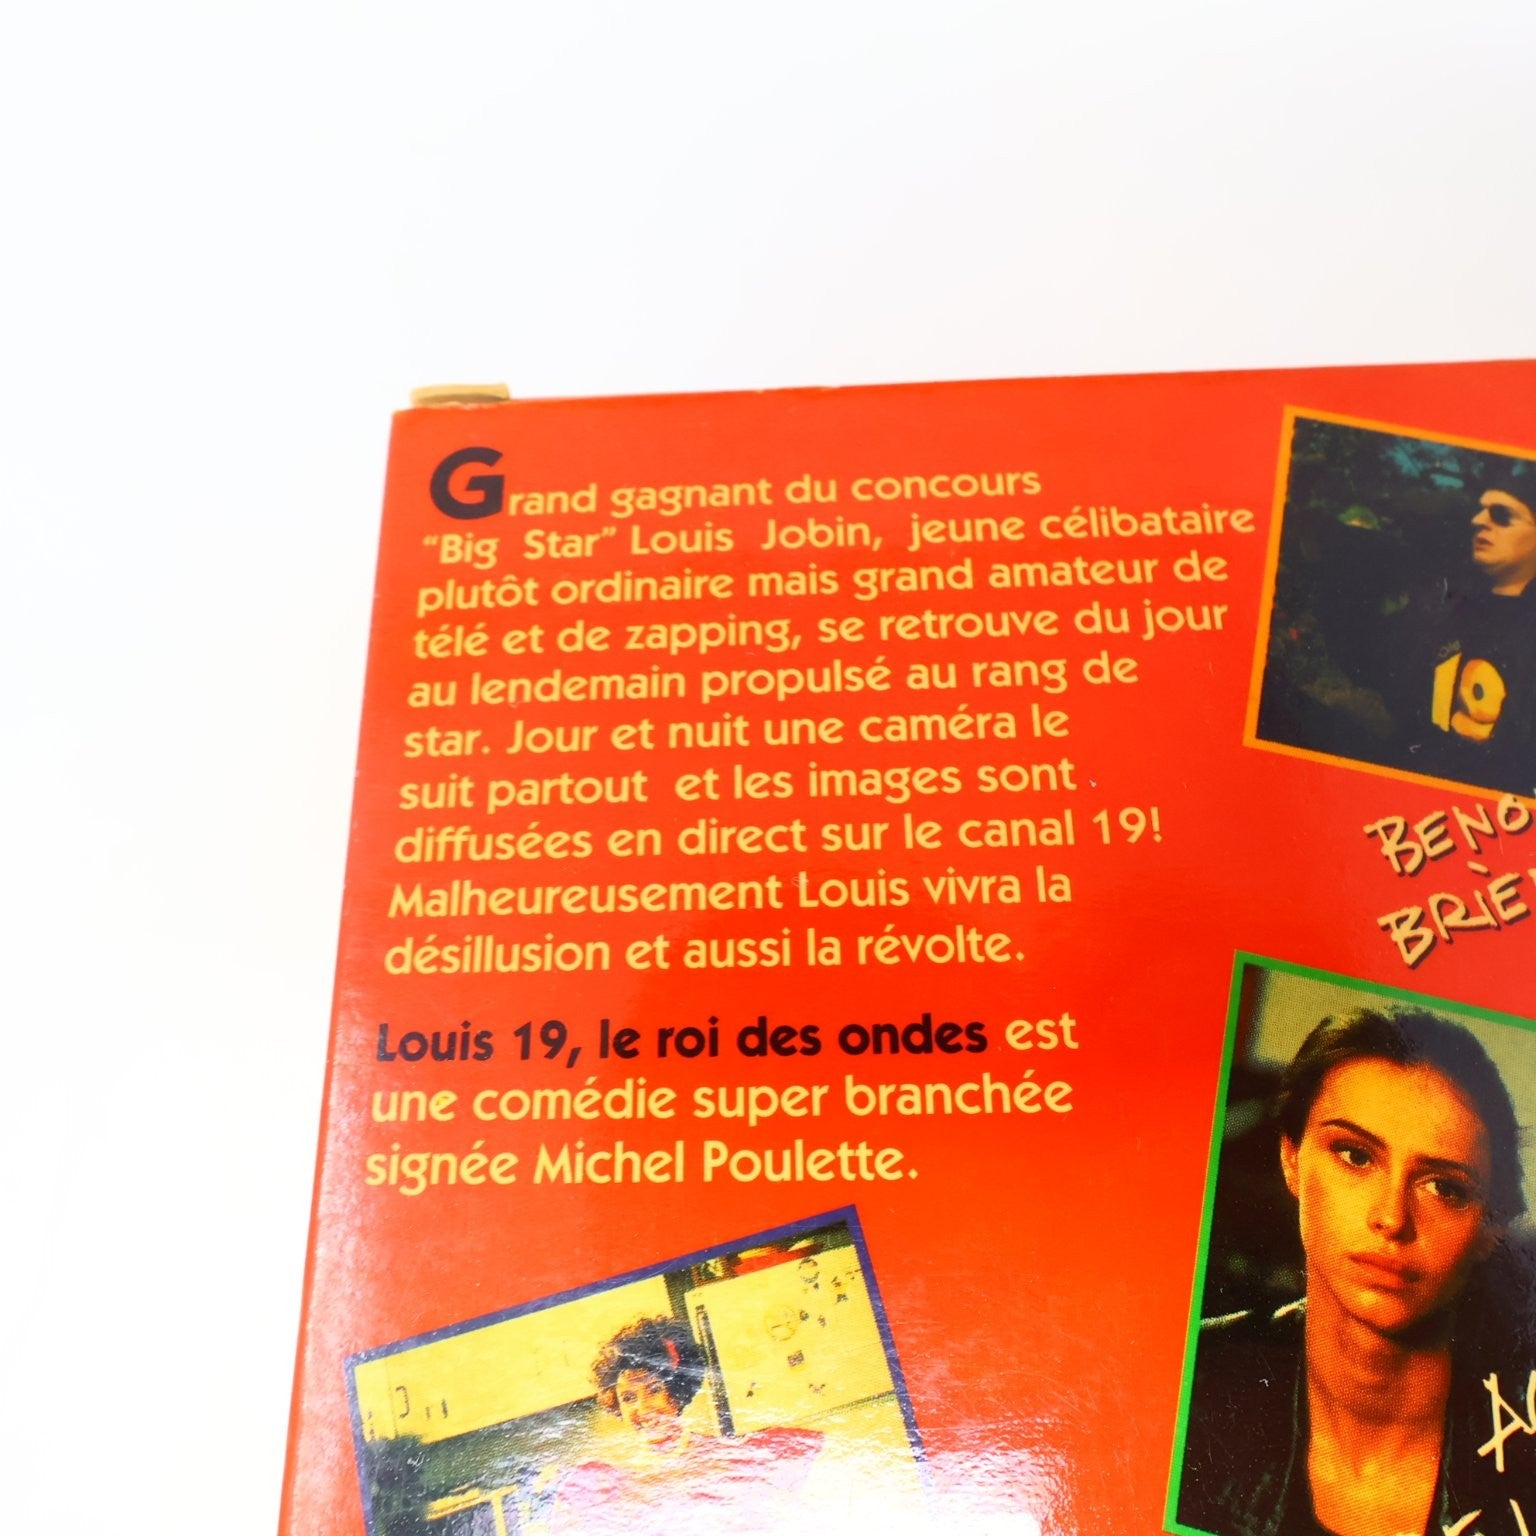 Grand gagnant du concours
"Big Star" Louis Jobin, jeune célibataire
plutôt ordinaire mais grand amateur de
télé et de zapping, se retrouve du jour
au lendemain propulsé au rang de
star. Jour et nuit une caméra le
suit partout et les images sont
diffusées en direct sur le canal 19!
Malheureusement Louis vivra la
désillusion et aussi la révolte.
Louis 19, le roi des ondes est
une comédie super branchée
signée Michel Poulette.
19